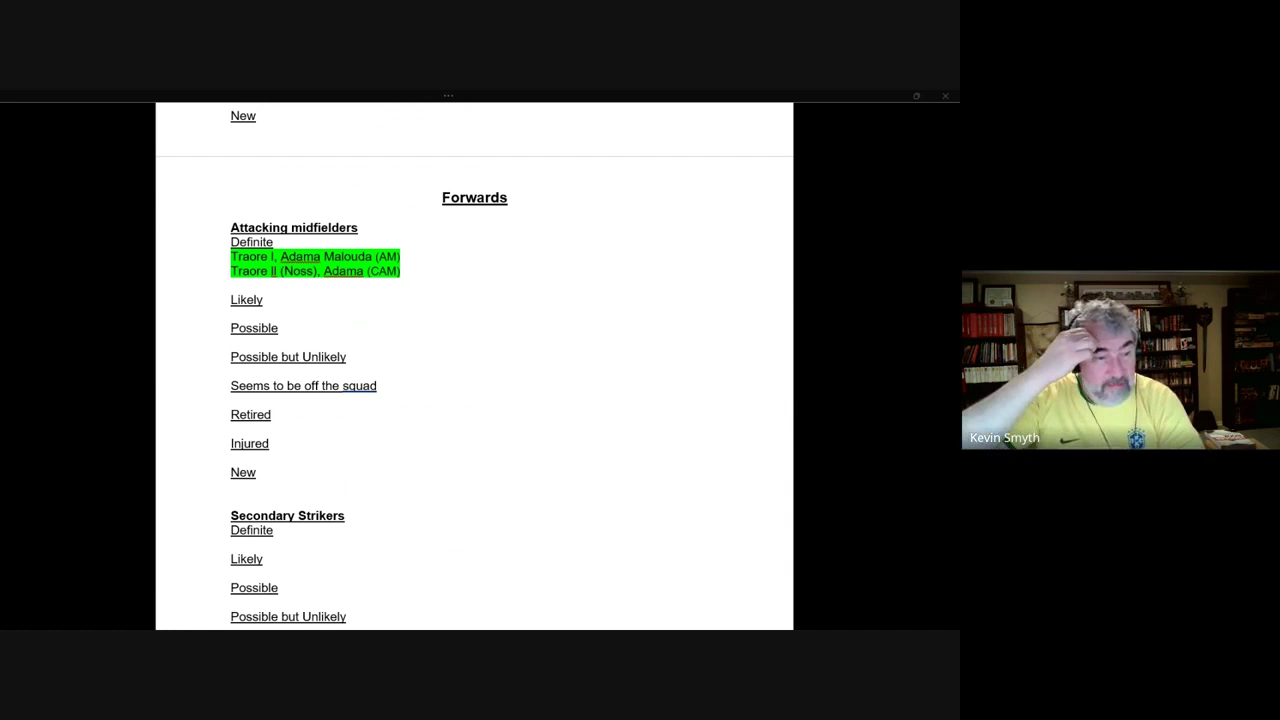 New
Forwards
Attacking midfielders
Definite
Traore I, Adama Malouda (AM)
Traore II (Noss), Adama (CAM)
Likely
Possible
Possible but Unlikely
Seems to be off the squad
Retired
Injured
New
Secondary Strikers
Definite
Likely
Possible
Possible but Unlikely
Kevin Smyth